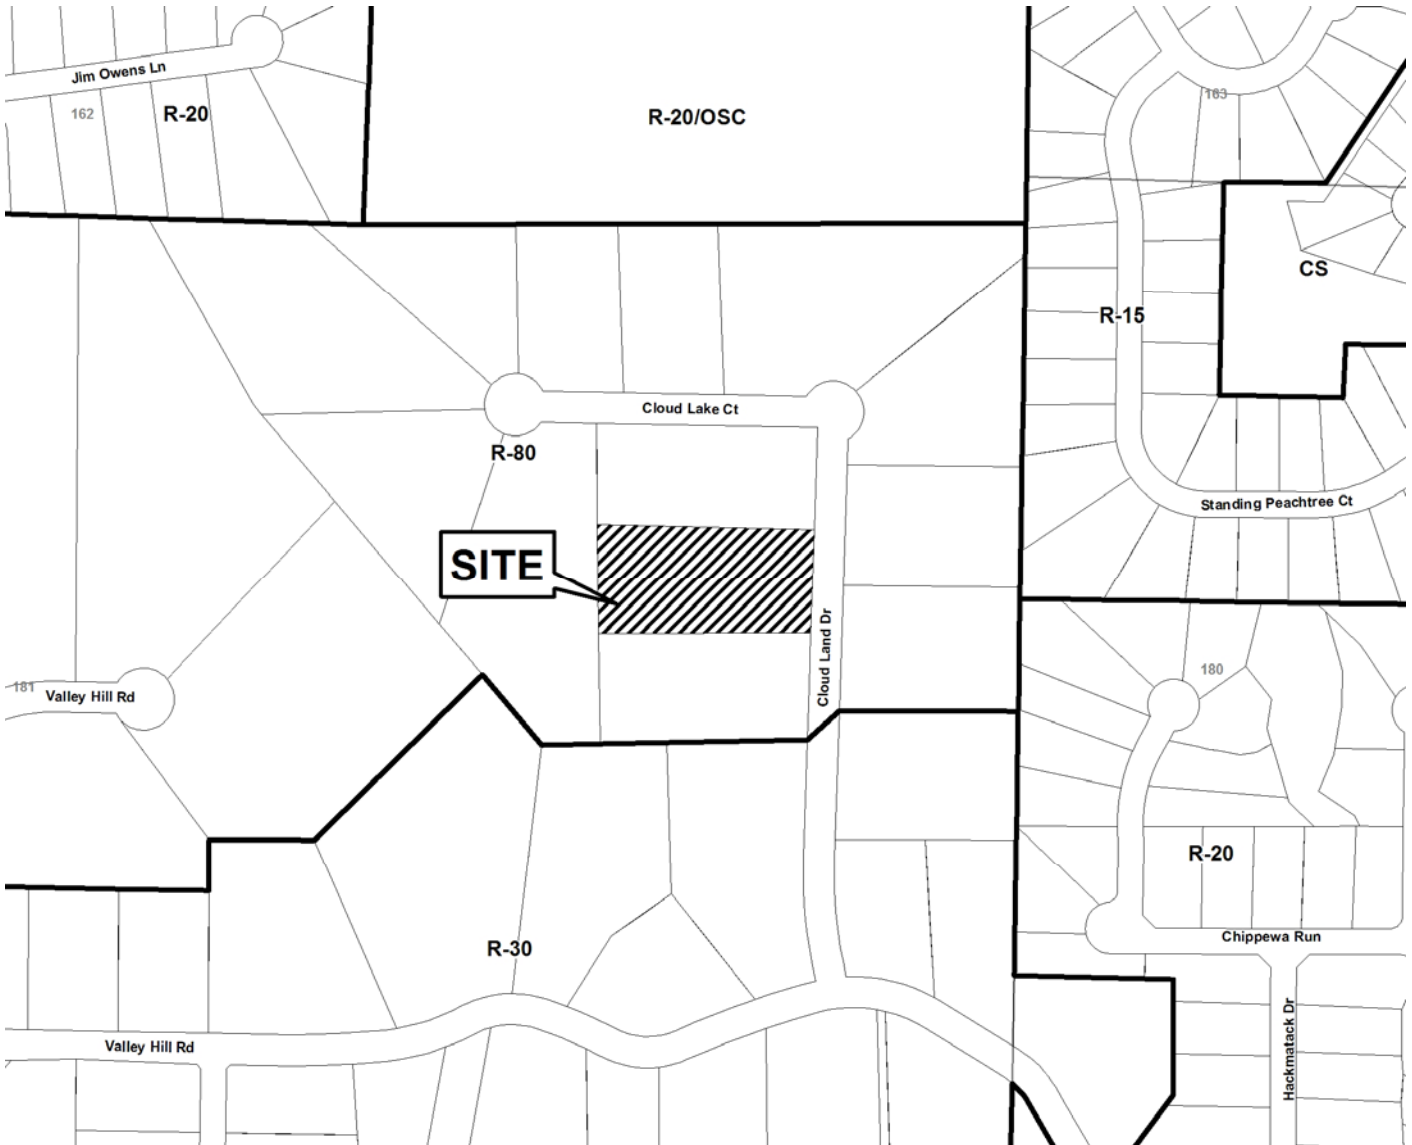 Jim Owens Ln
162
R-20
R-20/OSC
163
CS
R-15
Cloud Lake Ct
R-80
Standing Peachtree Ct
SITE
Cloud Land Dr
181
Valley Hill Rd
180
R-20
R-30
Chippewa Run
Hackmatack Dr
Valley Hill Rd